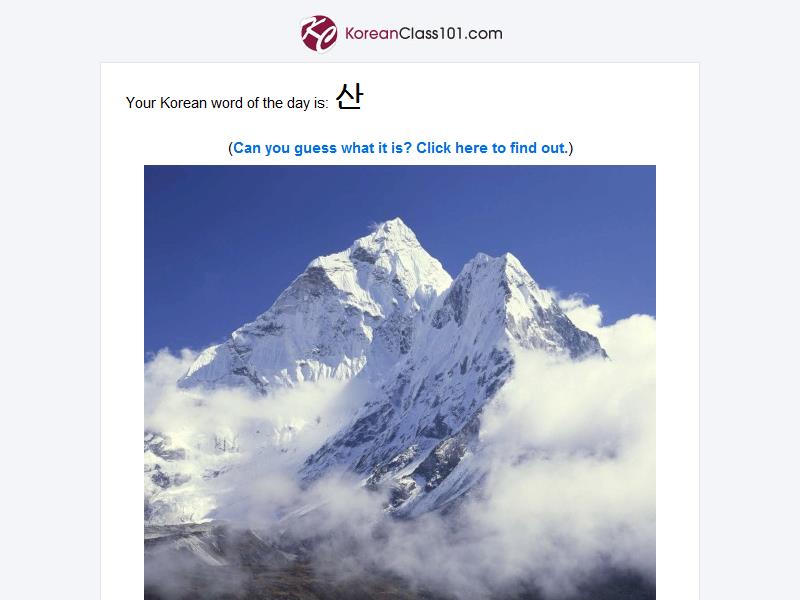 KC KoreanClass101.com
Your Korean word of the day is: 산
(Can you guess what it is? Click here to find out.)